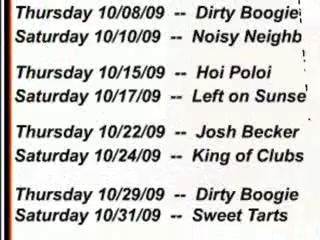 Thursday 10/08/09 -- Dirty Boogie
Saturday 10/10/09 -- Noisy Neighb
Thursday 10/15/09 -- Hoi Poloi
Saturday 10/17/09 -- Left on Sunse
Thursday 10/22/09 -- Josh Becker
Saturday 10/24/09 -- King of Clubs
Thursday 10/29/09 -- Dirty Boogie
Saturday 10/31/09 -- Sweet Tarts